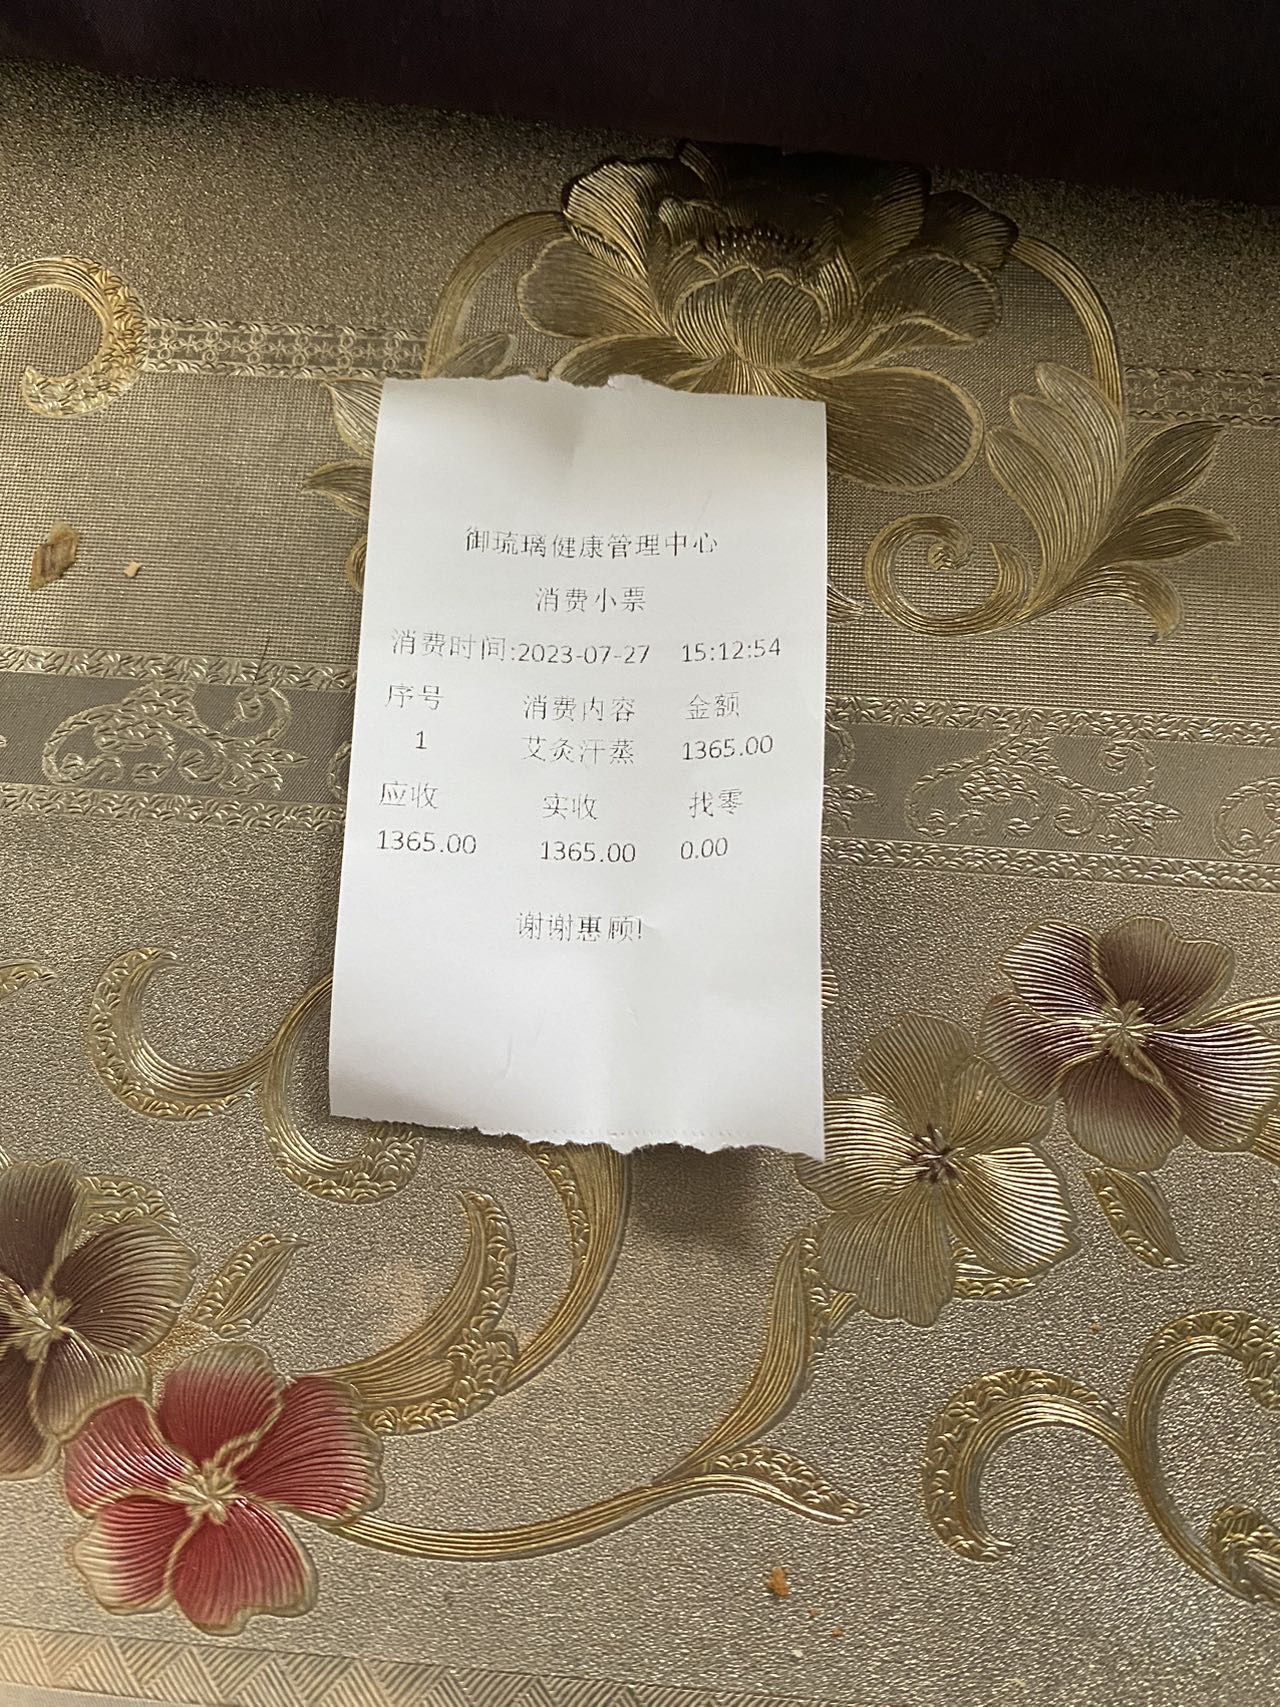 御琉璃健康管理中心
消费小票
消费时间:2023-07-27 15:12:54
序号 消费内容 金额
1 艾灸汗蒸 1365.00
应收 实收 找零
1365.00 1365.00 0.00
谢谢惠顾!